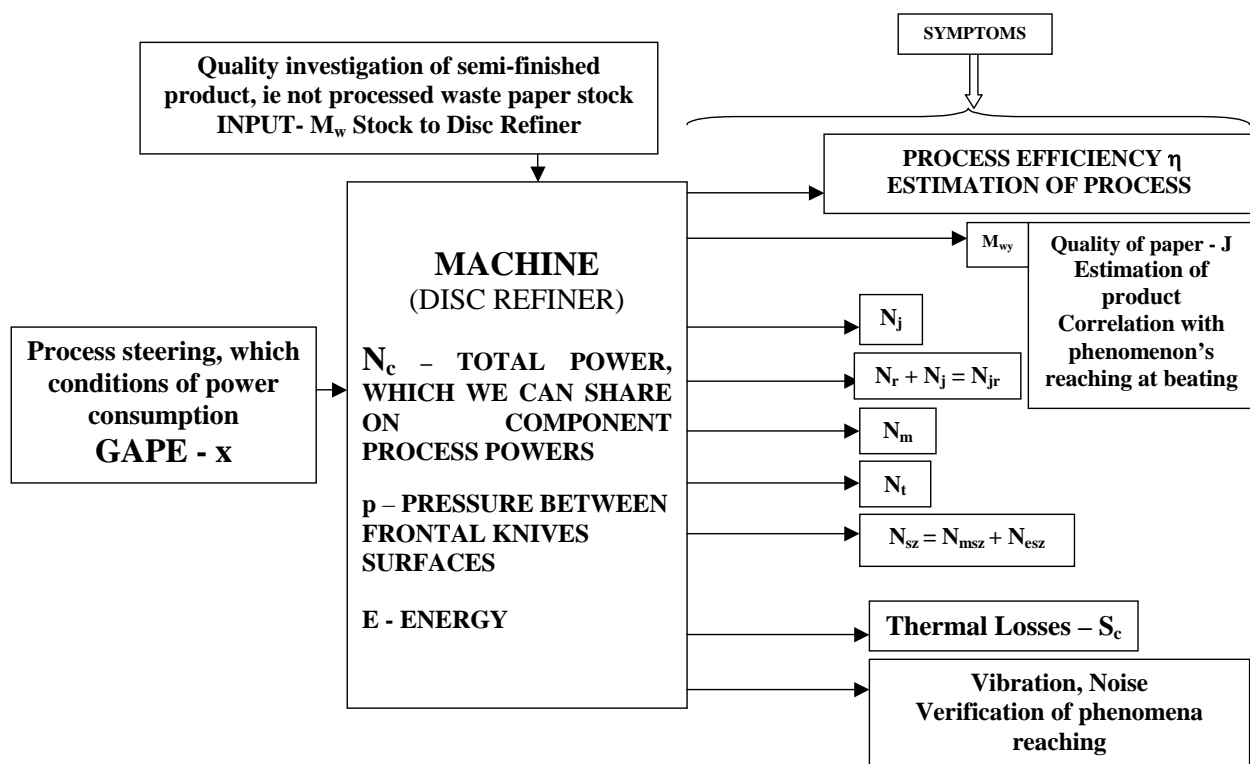 SYMPTOMS
Quality investigation of semi-finished
product, ie not processed waste paper stock
INPUT- Mw Stock to Disc Refiner
PROCESS EFFICIENCY η
ESTIMATION OF PROCESS
Mwy
Quality of paper - J
Estimation of
product
Correlation with
phenomenon’s
reaching at beating
MACHINE
(DISC REFINER)
Nc – TOTAL POWER,
WHICH WE CAN SHARE
ON COMPONENT
PROCESS POWERS
p – PRESSURE BETWEEN
FRONTAL KNIVES
SURFACES
E - ENERGY
Process steering, which
conditions of power
consumption
GAPE - x
Nj
Nr + Nj = Njr
Nm
Nt
Nsz = Nmsz + Nesz
Thermal Losses – Sc
Vibration, Noise
Verification of phenomena
reaching